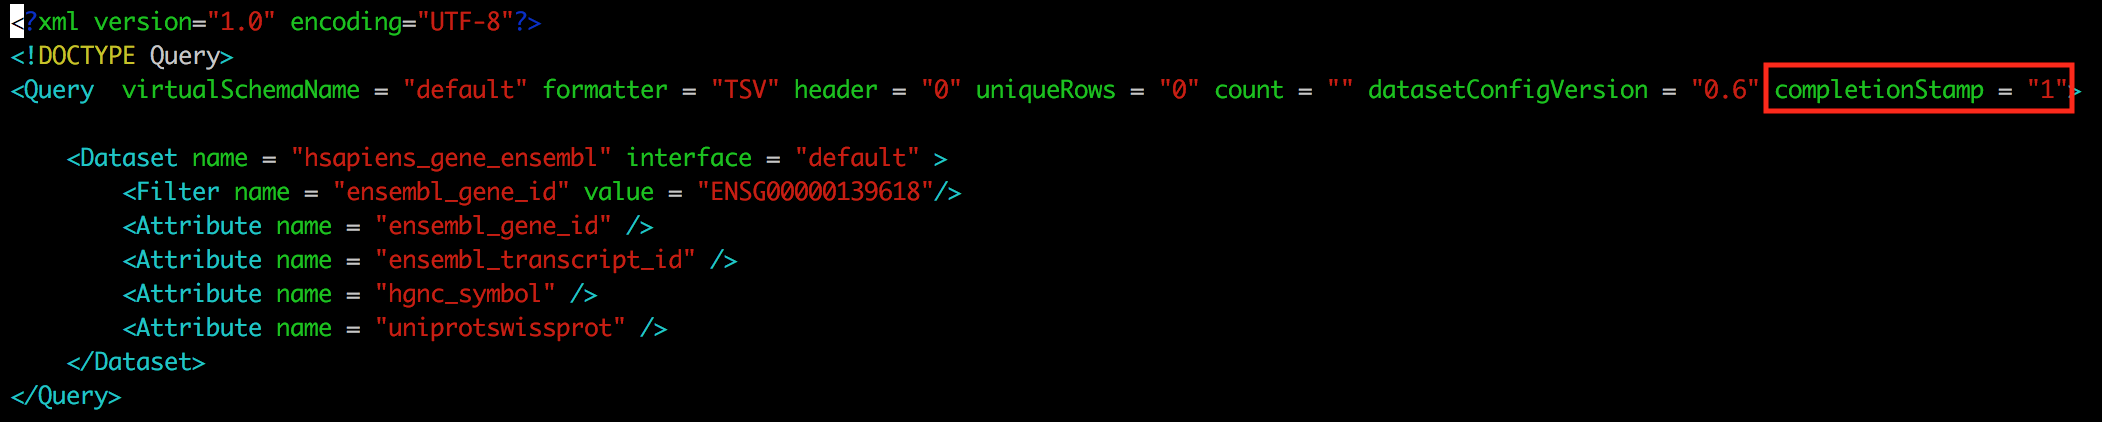 <?xml version="1.0" encoding="UTF-8"?>
<!DOCTYPE Query>
<Query  virtualSchemaName = "default" formatter = "TSV" header = "0" uniqueRows = "0" count = "" datasetConfigVersion = "0.6" completionStamp = "1">
    <Dataset name = "hsapiens_gene_ensembl" interface = "default" >
        <Filter name = "ensembl_gene_id" value = "ENSG00000139618"/>
        <Attribute name = "ensembl_gene_id" />
        <Attribute name = "ensembl_transcript_id" />
        <Attribute name = "hgnc_symbol" />
        <Attribute name = "uniprotswissprot" />
    </Dataset>
</Query>